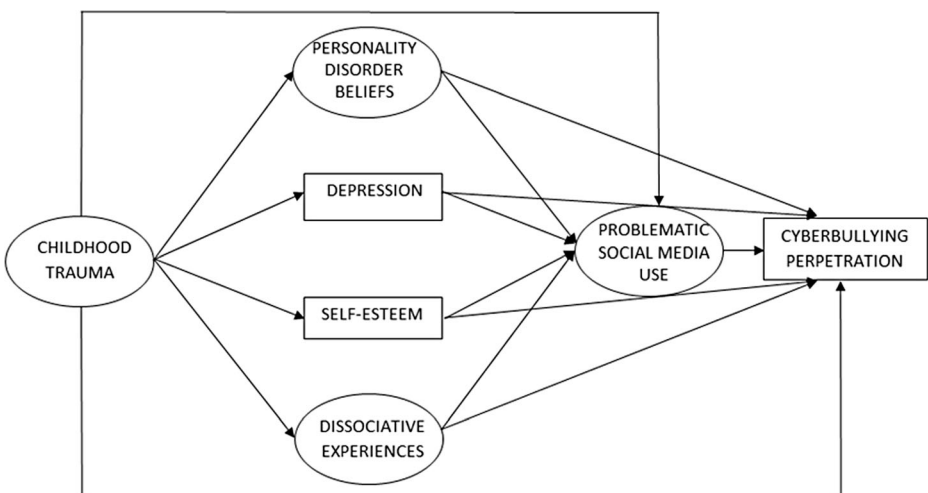 PERSONALITY
DISORDER
BELIEFS
DEPRESSION
CHILDHOOD
TRAUMA
PROBLEMATIC
SOCIAL MEDIA
USE
CYBERBULLYING
PERPETRATION
SELF-ESTEEM
DISSOCIATIVE
EXPERIENCES